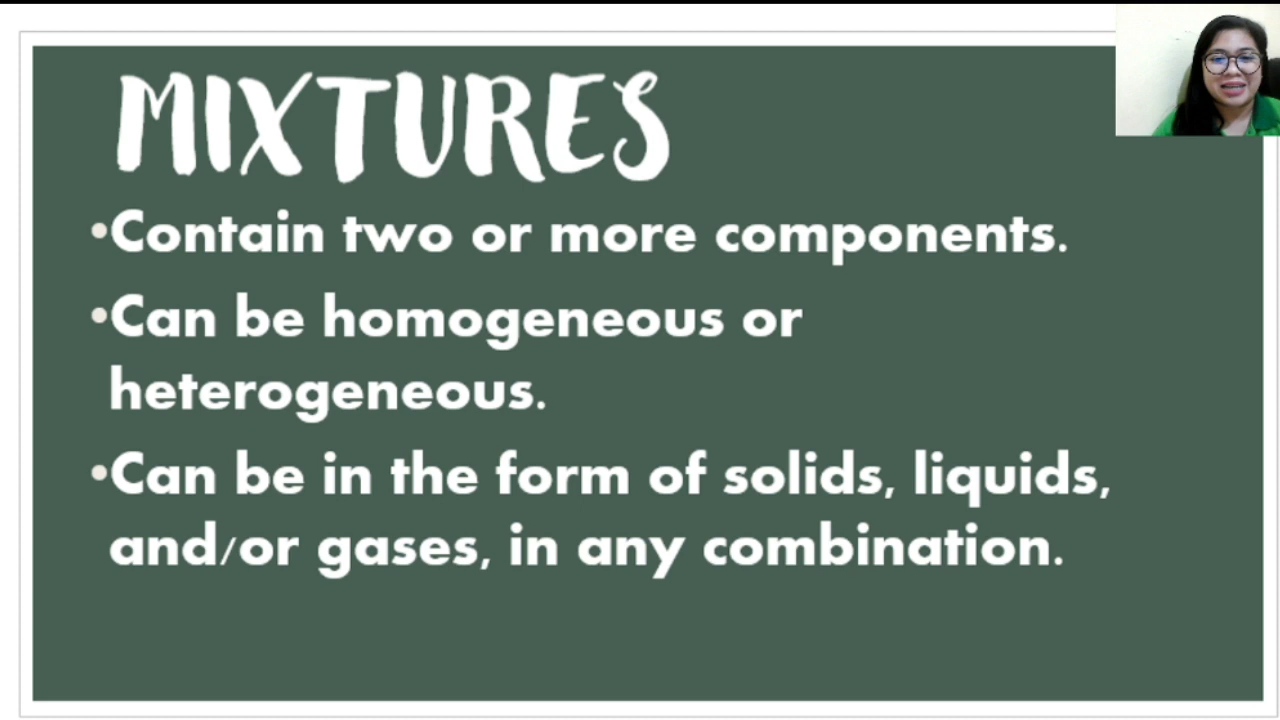 MIXTURES
•Contain two or more components.
•Can be homogeneous or
heterogeneous.
•Can be in the form of solids, liquids,
and/or gases, in any combination.